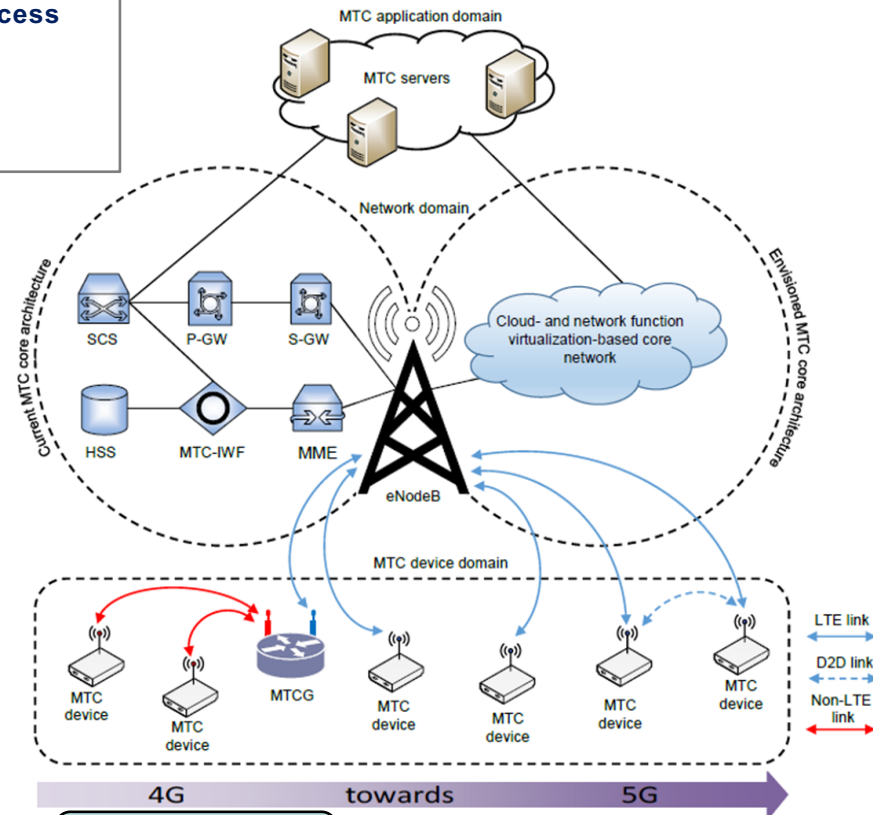 cess
MTC application domain
MTC servers
Network domain
Current MTC core architecture
Envisioned MTC core architecture
SCS
P-GW
S-GW
Cloud- and network function
virtualization-based core
network
HSS
MTC-IWF
MME
eNodeB
MTC device domain
LTE link
D2D link
Non-LTE
link
MTC
device
MTC
device
MTCG
MTC
device
MTC
device
MTC
device
MTC
device
4G towards 5G